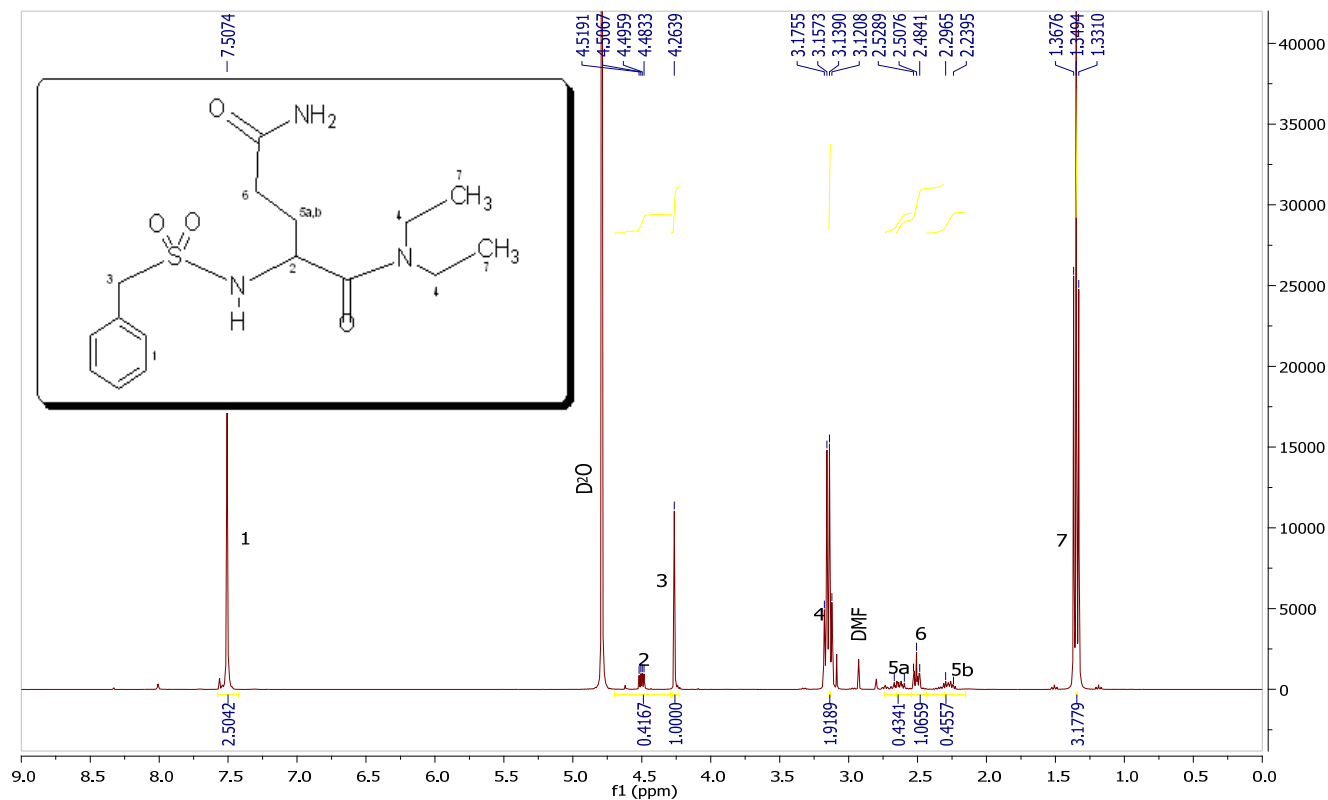 7.5074
4.5191
4.5067
4.4959
4.4833
4.2639
3.1755
3.1573
3.1390
3.1208
2.5289
2.5076
2.4841
2.2965
2.2395
1.3676
1.3494
1.3310
O
NH2
6
5a,b
7
CH3
4
O O
S
N
H
2
N
CH3
7
3
4
O
1
1
D2O
2
3
4
DMF
5a
6
5b
7
2.5042
0.4167
1.0000
1.9189
0.4341
1.0659
0.4557
3.1779
40000
35000
30000
25000
20000
15000
10000
5000
0
9.0 8.5 8.0 7.5 7.0 6.5 6.0 5.5 5.0 4.5 4.0 3.5 3.0 2.5 2.0 1.5 1.0 0.5 0.0
f1 (ppm)